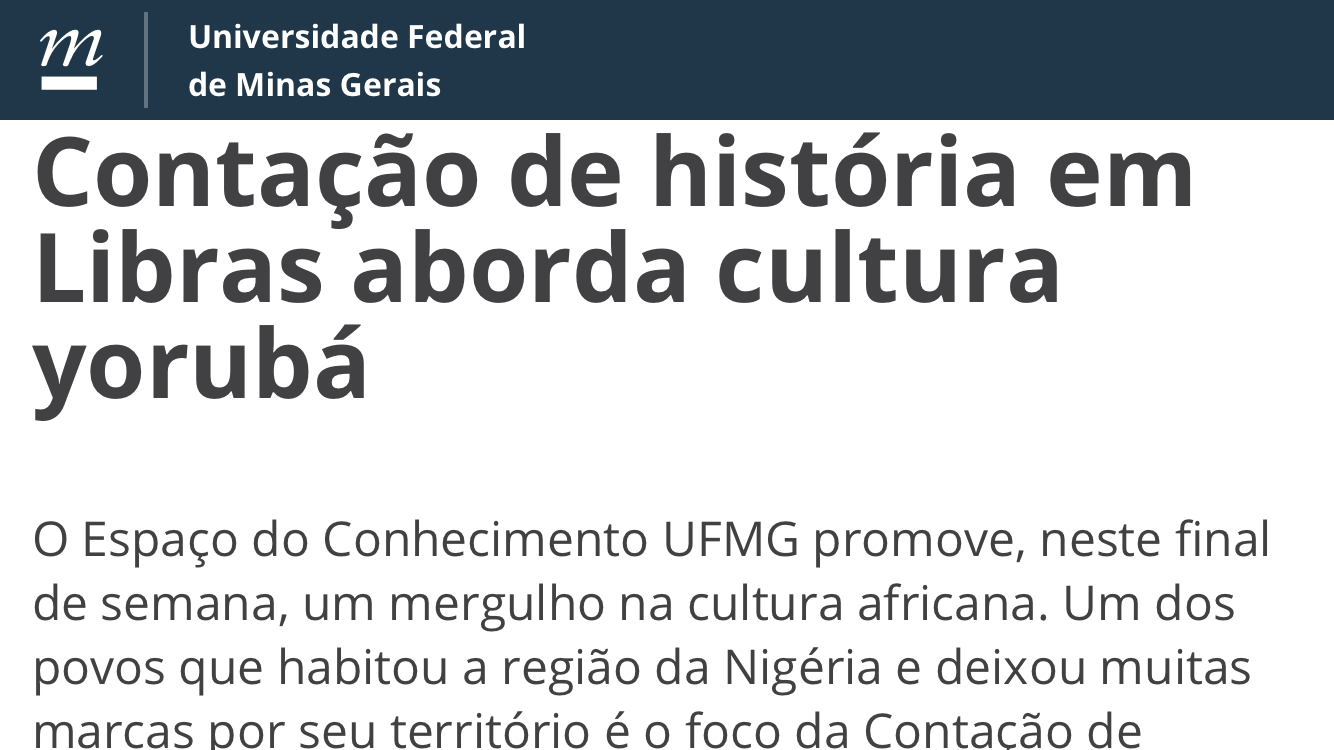 m
Universidade Federal
de Minas Gerais
Contação de história em
Libras aborda cultura
yorubá
O Espaço do Conhecimento UFMG promove, neste final
de semana, um mergulho na cultura africana. Um dos
povos que habitou a região da Nigéria e deixou muitas
marcas por seu território é o foco da Contação de